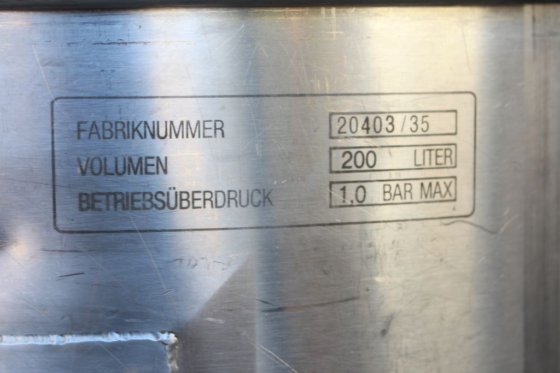 FABRIKNUMMER 20403/35
VOLUMEN 200 LITER
BETRIEBSÜBERDRUCK 1,0 BAR MAX